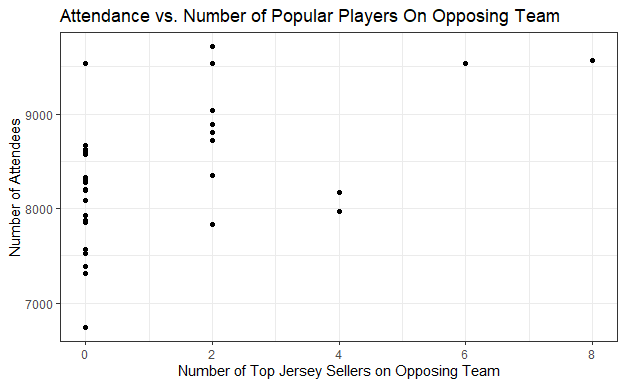 Attendance vs. Number of Popular Players On Opposing Team
Number of Attendees
9000
8000
7000
0 2 4 6 8
Number of Top Jersey Sellers on Opposing Team